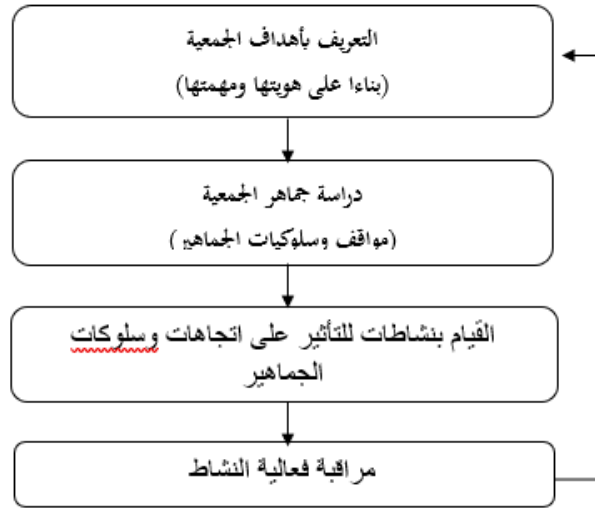 التعريف بأهداف الجمعية
(بناءا على هويتها ومهمتها)
دراسة جماهر الجمعية
(مواقف وسلوكيات الجماهير)
القيام بنشاطات للتأثير على اتجاهات وسلوكات
الجماهير
مراقبة فعالية النشاط